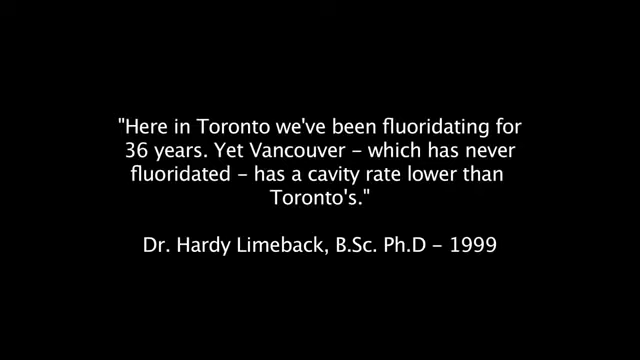 "Here in Toronto we've been fluoridating for
36 years. Yet Vancouver - which has never
fluoridated - has a cavity rate lower than
Toronto's."
Dr. Hardy Limeback, B.Sc. Ph.D - 1999